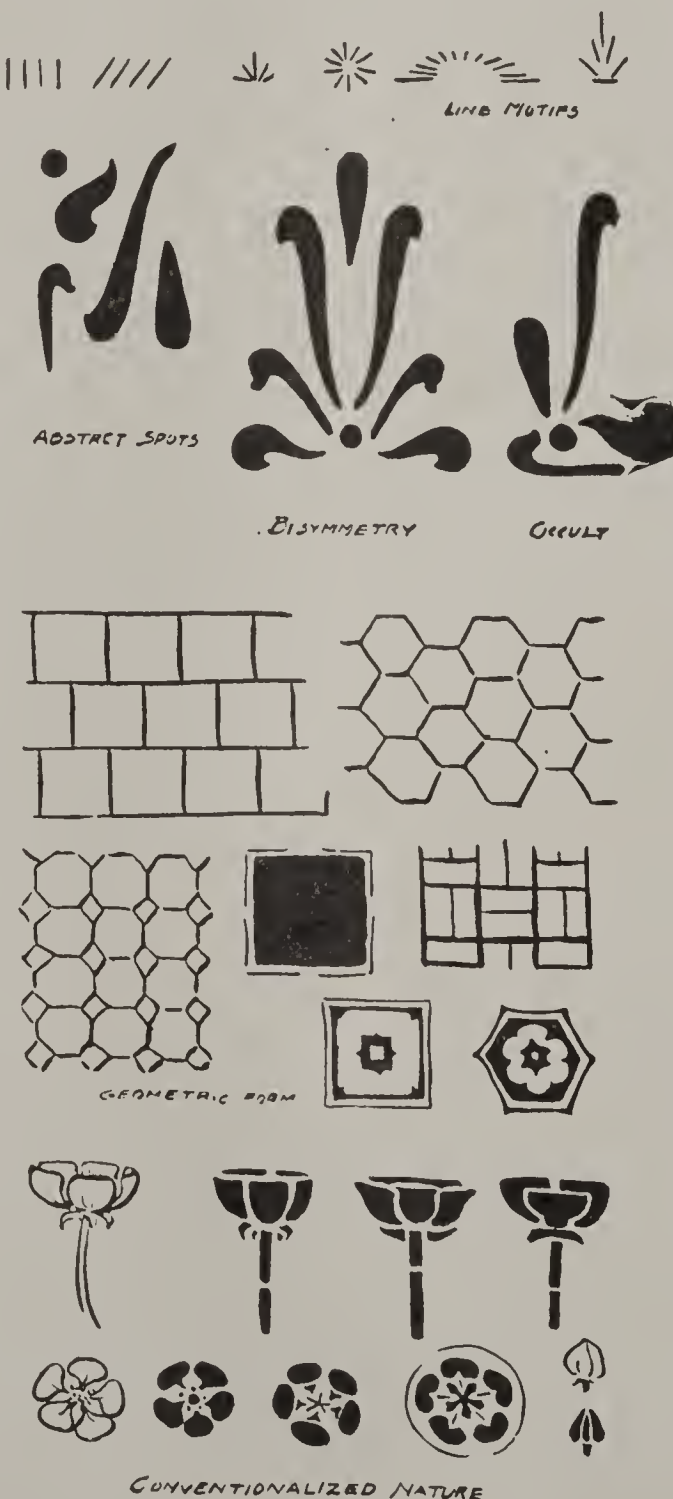 LINE MOTIFS
ABSTRACT SPOTS
BISYMMETRY
OCCULT
GEOMETRIC FORM
CONVENTIONALIZED NATURE